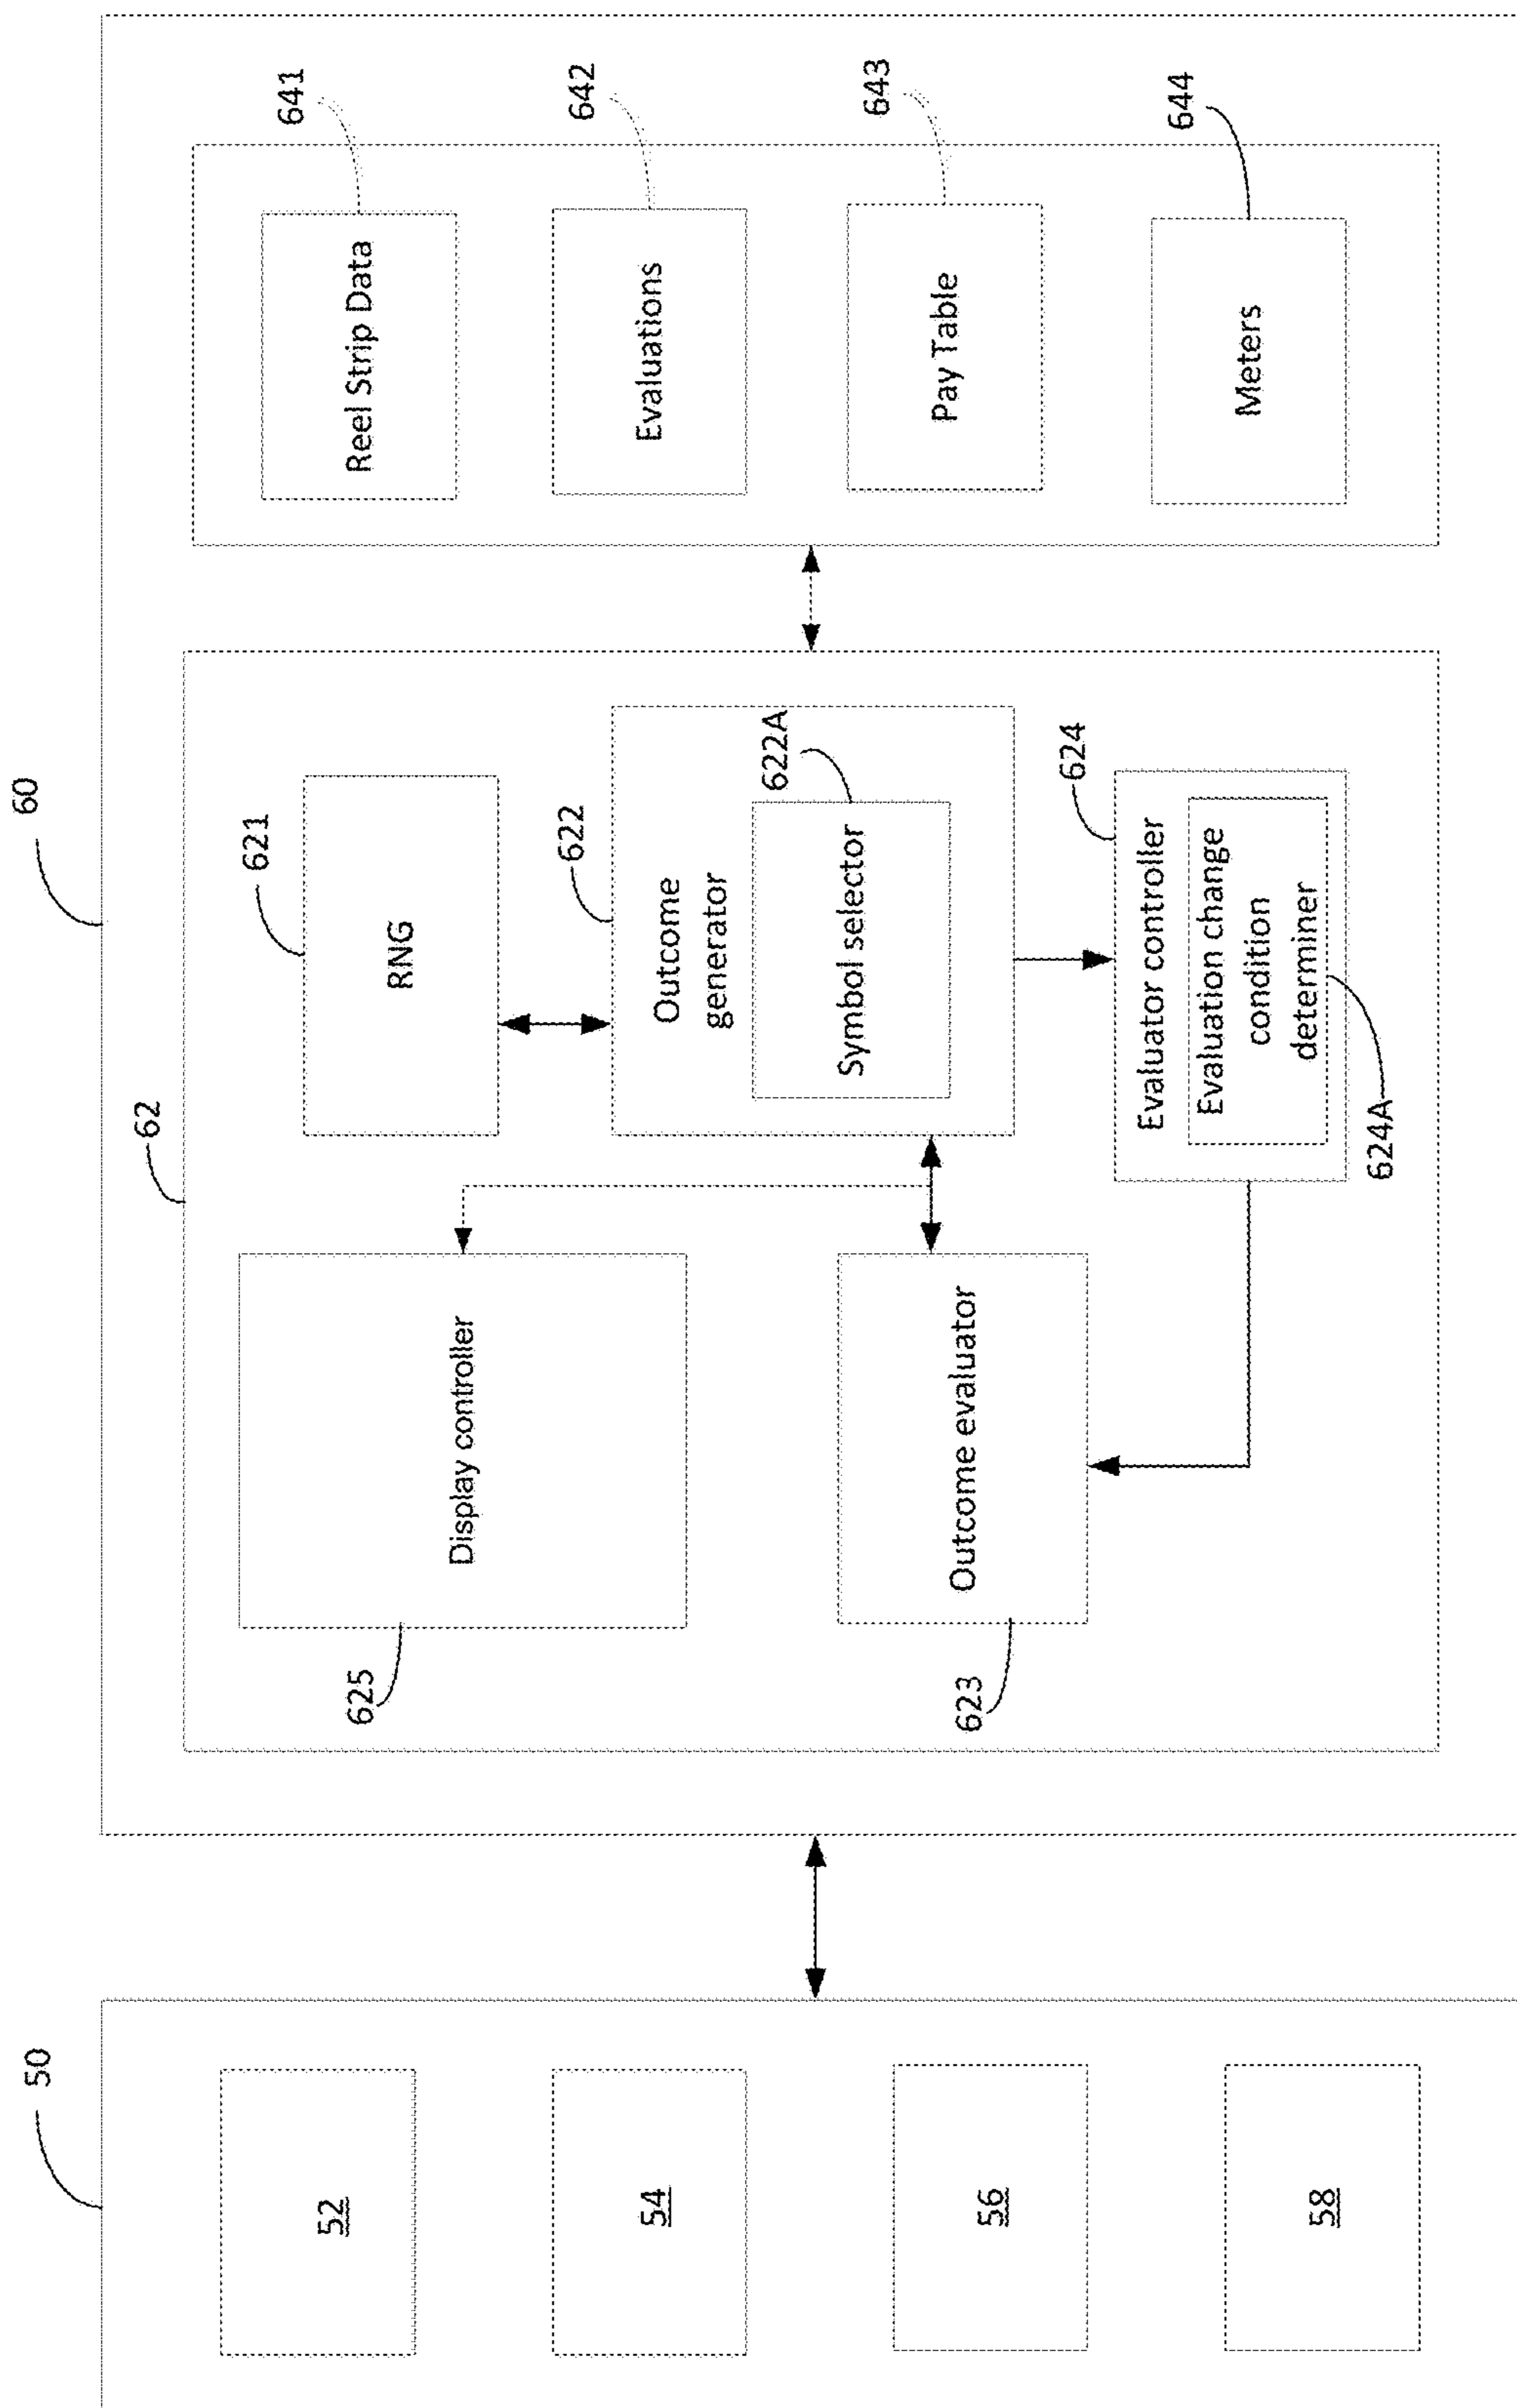 60
641
Reel Strip Data
642
Evaluations
643
Pay Table
644
Meters
62
621
RNG
622
Outcome
generator
622A
Symbol selector
624
Evaluator controller
Evaluation change
condition
determiner
624A
Display controller
625
Outcome evaluator
623
50
52
54
56
58